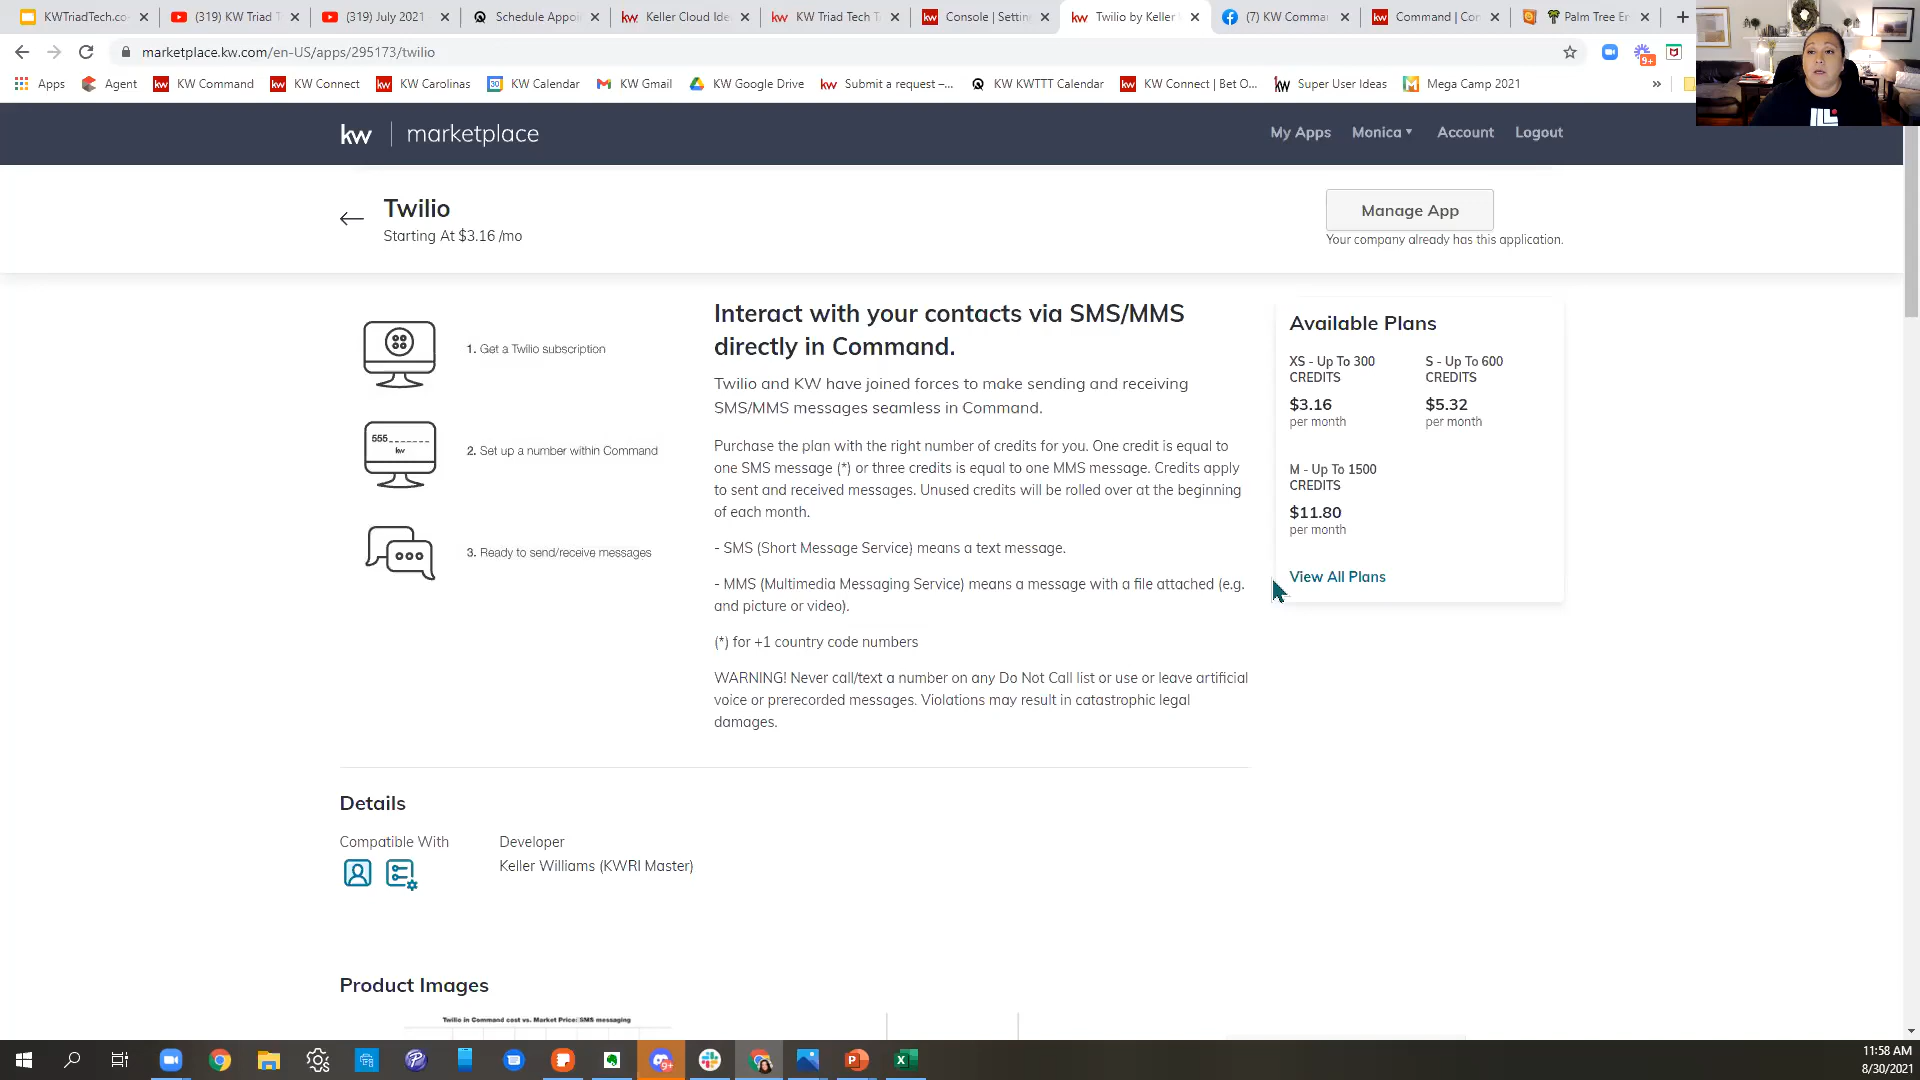 KWTriadTech.co
(319) KW Triad T
(319) July 2021
Schedule Appoi
Keller Cloud Ide
KW Triad Tech T
Console | Settin
Twilio by Keller
(7) KW Comma
Command | Co
Palm Tree E
marketplace.kw.com/en-US/apps/295173/twilio
9+
Apps
Agent
KW Command
KW Connect
KW Carolinas
KW Calendar
KW Gmail
KW Google Drive
Submit a request –...
KW KWTTT Calendar
KW Connect | Bet O...
Super User Ideas
Mega Camp 2021
»
kw | marketplace
My Apps
Monica
Account
Logout
Twilio
Starting At $3.16 /mo
Manage App
Your company already has this application.
1. Get a Twilio subscription
555_ _ _ _ _ _ _
kw
2. Set up a number within Command
3. Ready to send/receive messages
Interact with your contacts via SMS/MMS
directly in Command.
Twilio and KW have joined forces to make sending and receiving
SMS/MMS messages seamless in Command.
Purchase the plan with the right number of credits for you. One credit is equal to
one SMS message (*) or three credits is equal to one MMS message. Credits apply
to sent and received messages. Unused credits will be rolled over at the beginning
of each month.
- SMS (Short Message Service) means a text message.
- MMS (Multimedia Messaging Service) means a message with a file attached (e.g.
and picture or video).
(*) for +1 country code numbers
WARNING! Never call/text a number on any Do Not Call list or use or leave artificial
voice or prerecorded messages. Violations may result in catastrophic legal
damages.
Available Plans
XS - Up To 300
CREDITS
$3.16
per month
S - Up To 600
CREDITS
$5.32
per month
M - Up To 1500
CREDITS
$11.80
per month
View All Plans
Details
Compatible With
Developer
Keller Williams (KWRI Master)
Product Images
Twilio in Command cost vs. Market Price: SMS messaging
9+
11:58 AM
8/30/2021